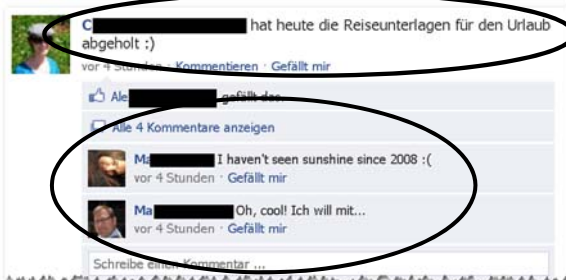 C hat heute die Reiseunterlagen für den Urlaub
abgeholt :)
vor 4 Stunden · Kommentieren · Gefällt mir
Ale gefällt das.
Alle 4 Kommentare anzeigen
Ma I haven't seen sunshine since 2008 :(
vor 4 Stunden · Gefällt mir
Ma Oh, cool! Ich will mit...
vor 4 Stunden · Gefällt mir
Schreibe einen Kommentar ...